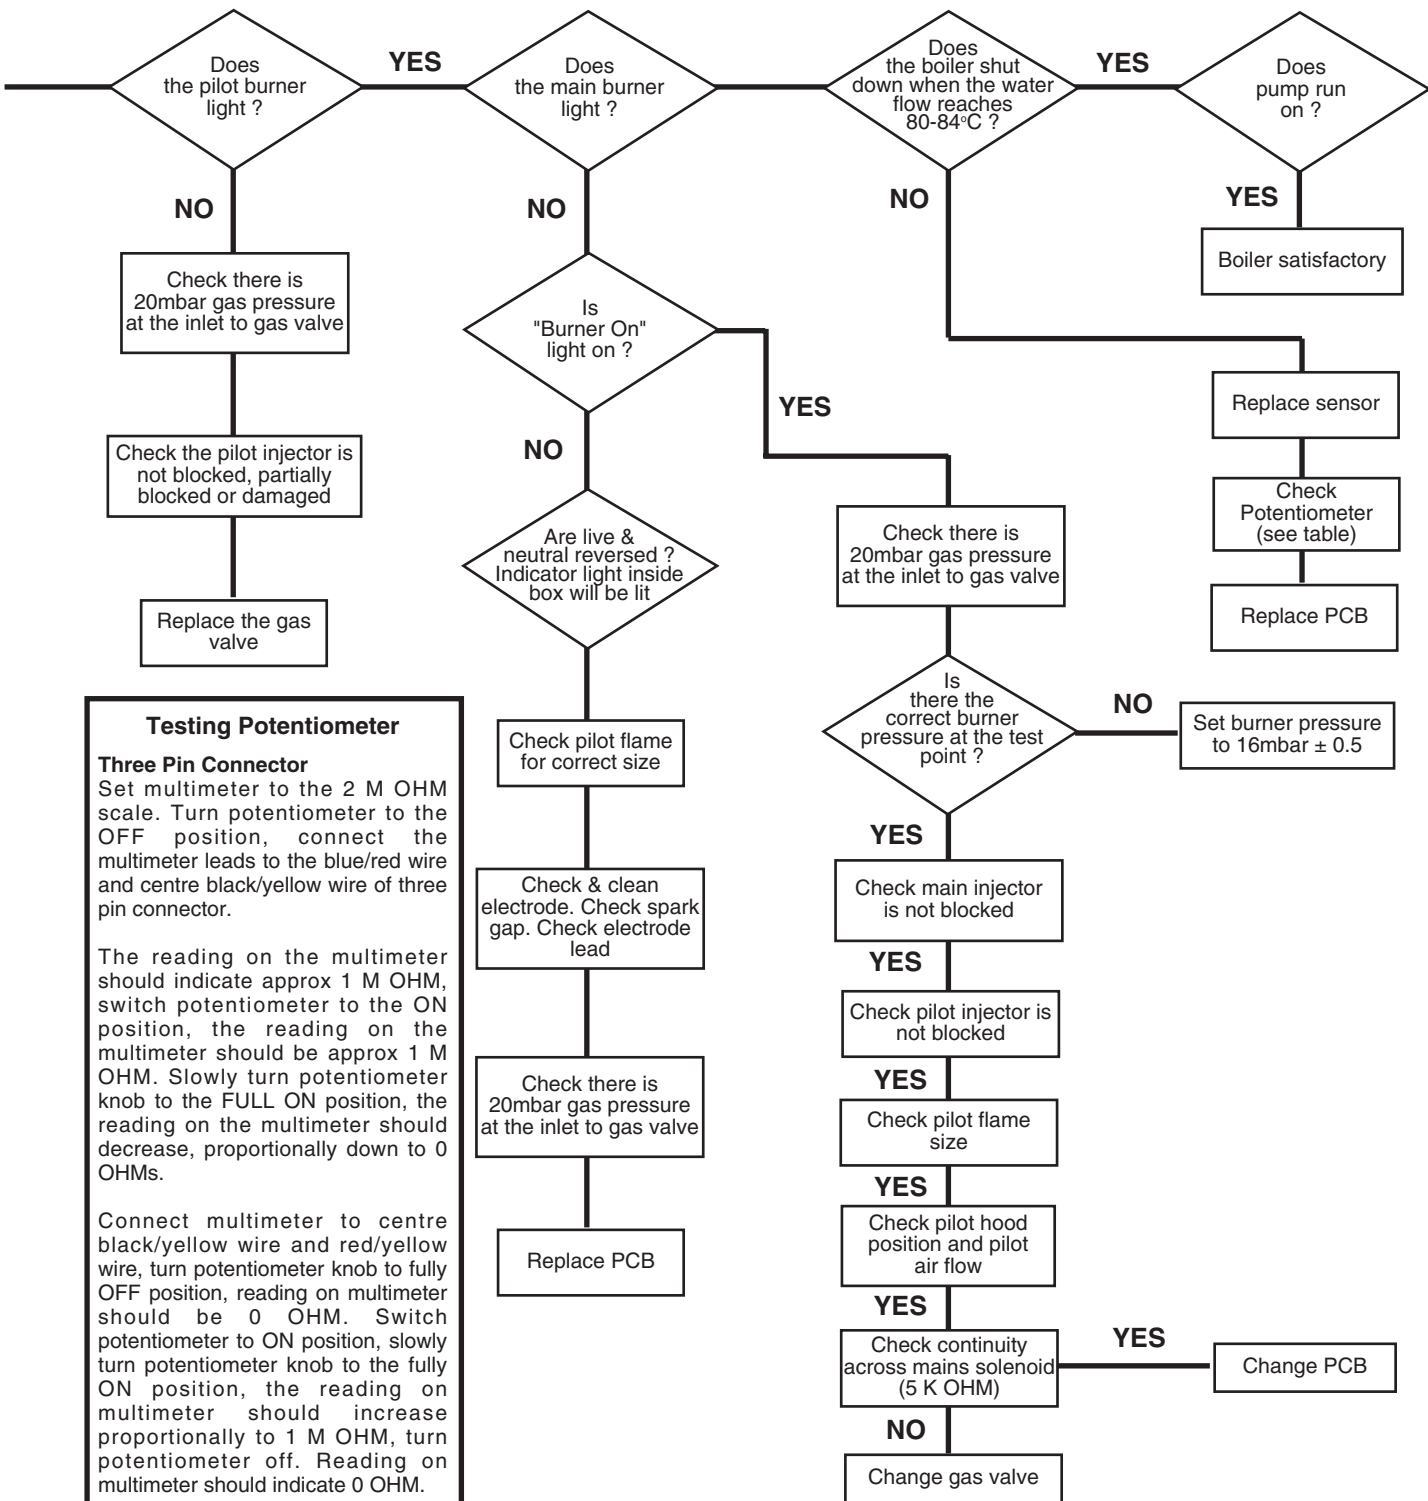 Does
the pilot burner
light ?
YES
Does
the main burner
light ?
Does
the boiler shut
down when the water
flow reaches
80-84°C ?
YES
Does
pump run
on ?
NO
NO
NO
YES
Check there is
20mbar gas pressure
at the inlet to gas valve
Is
"Burner On"
light on ?
Boiler satisfactory
YES
Replace sensor
Check the pilot injector is
not blocked, partially
blocked or damaged
NO
Check
Potentiometer
(see table)
Are live &
neutral reversed ?
Indicator light inside
box will be lit
Check there is
20mbar gas pressure
at the inlet to gas valve
Replace the gas
valve
Replace PCB
Is
there the
correct burner
pressure at the test
point ?
NO
Set burner pressure
to 16mbar ± 0.5
Check pilot flame
for correct size
YES
Check & clean
electrode. Check spark
gap. Check electrode
lead
Check main injector
is not blocked
YES
Check pilot injector is
not blocked
YES
Check there is
20mbar gas pressure
at the inlet to gas valve
Check pilot flame
size
YES
Replace PCB
Check pilot hood
position and pilot
air flow
YES
Check continuity
across mains solenoid
(5 K OHM)
YES
Change PCB
NO
Change gas valve
Testing Potentiometer
Three Pin Connector
Set multimeter to the 2 M OHM
scale. Turn potentiometer to the
OFF position, connect the
multimeter leads to the blue/red wire
and centre black/yellow wire of three
pin connector.
The reading on the multimeter
should indicate approx 1 M OHM,
switch potentiometer to the ON
position, the reading on the
multimeter should be approx 1 M
OHM. Slowly turn potentiometer
knob to the FULL ON position, the
reading on the multimeter should
decrease, proportionally down to 0
OHMs.
Connect multimeter to centre
black/yellow wire and red/yellow
wire, turn potentiometer knob to fully
OFF position, reading on multimeter
should be 0 OHM. Switch
potentiometer to ON position, slowly
turn potentiometer knob to the fully
ON position, the reading on
multimeter should increase
proportionally to 1 M OHM, turn
potentiometer off. Reading on
multimeter should indicate 0 OHM.